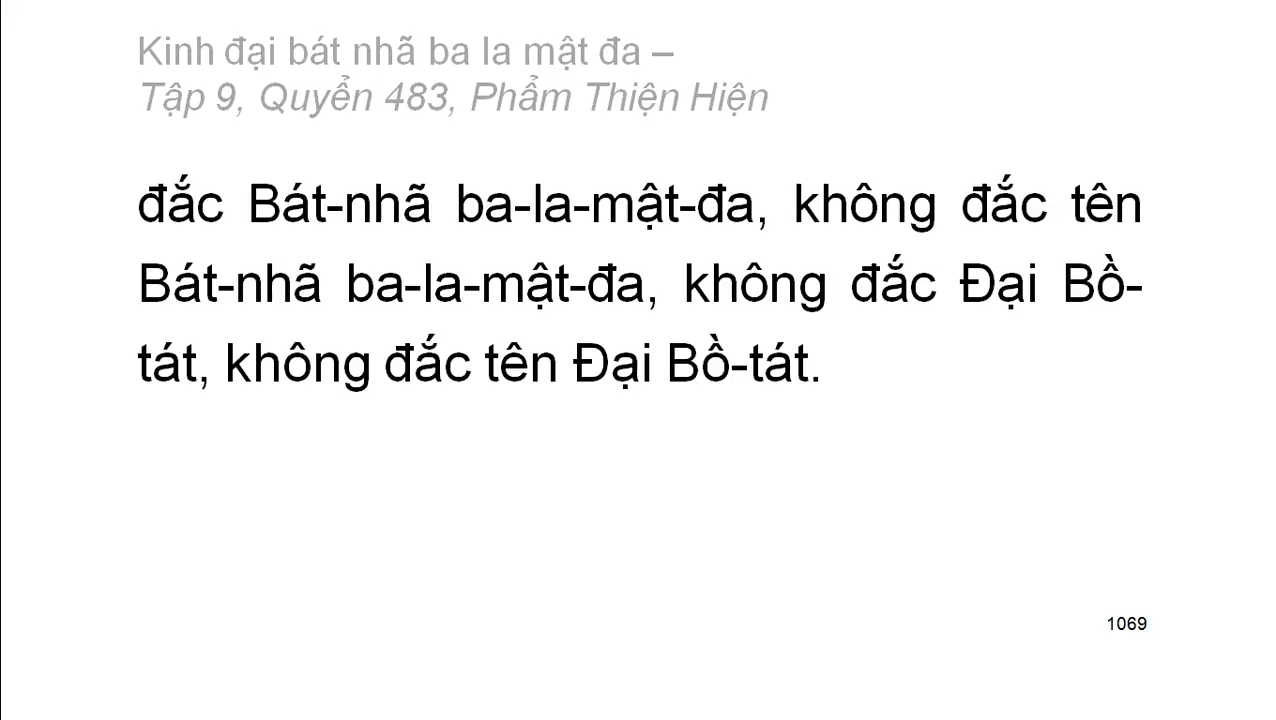 Kinh đại bát nhã ba la mật đa –
Tập 9, Quyển 483, Phẩm Thiện Hiện
đắc Bát-nhã ba-la-mật-đa, không đắc tên
Bát-nhã ba-la-mật-đa, không đắc Đại Bồ-
tát, không đắc tên Đại Bồ-tát.
1069